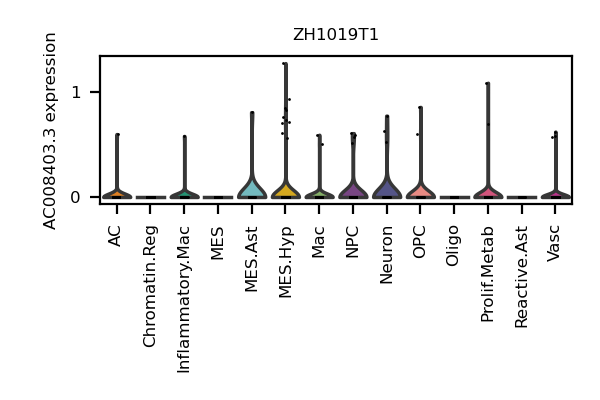 ZH1019T1
AC008403.3 expression
1
0
AC
Chromatin.Reg
Inflammatory.Mac
MES
MES.Ast
MES.Hyp
Mac
NPC
Neuron
OPC
Oligo
Prolif.Metab
Reactive.Ast
Vasc